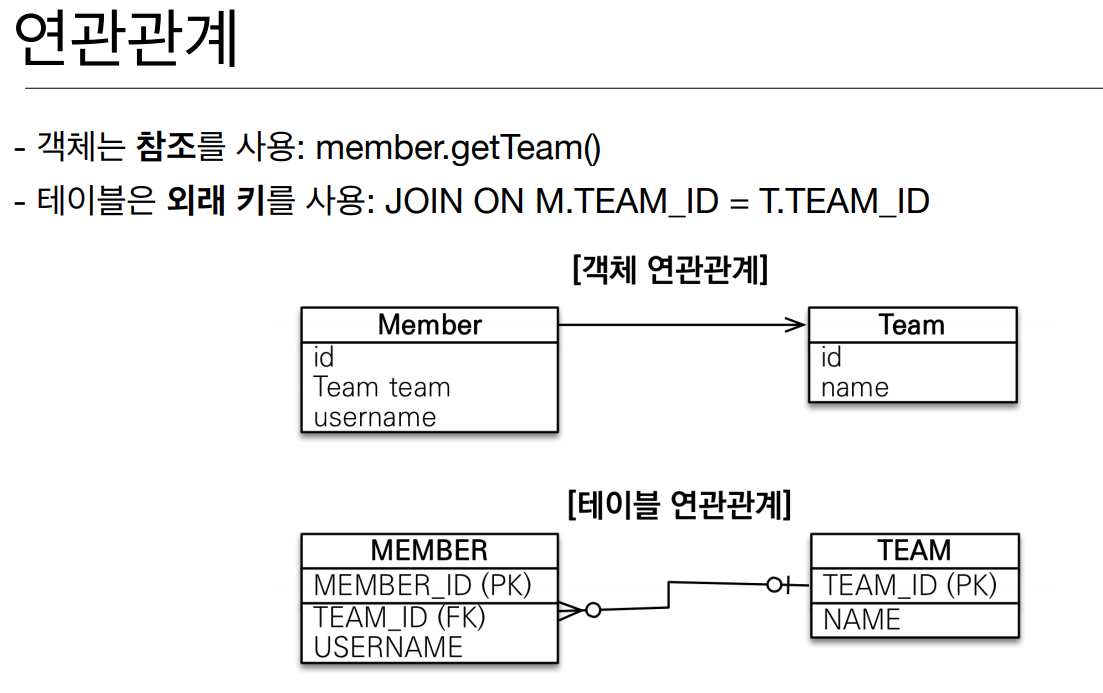 연관관계
- 객체는 참조를 사용: member.getTeam()
- 테이블은 외래 키를 사용: JOIN ON M.TEAM_ID = T.TEAM_ID
[객체 연관관계]
Member
id
Team team
username
Team
id
name
[테이블 연관관계]
MEMBER
MEMBER_ID (PK)
TEAM_ID (FK)
USERNAME
TEAM
TEAM_ID (PK)
NAME